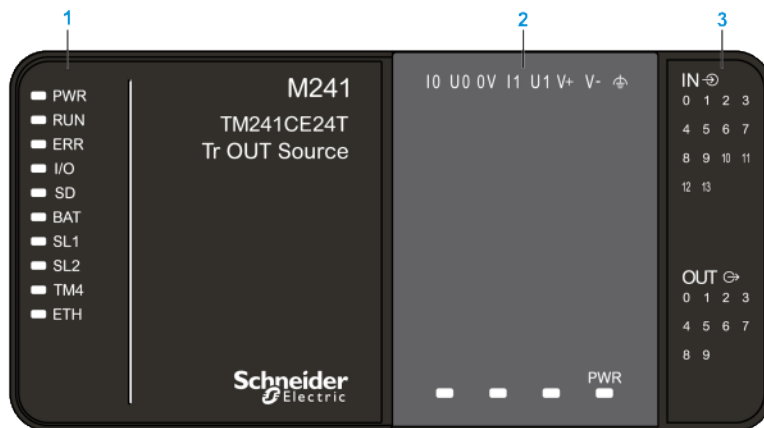 1 2 3
M241
TM241CE24T
Tr OUT Source
PWR
RUN
ERR
I/O
SD
BAT
SL1
SL2
TM4
ETH
Schneider
Electric
I0 U0 0V I1 U1 V+ V-
PWR
IN
0 1 2 3
4 5 6 7
8 9 10 11
12 13
OUT
0 1 2 3
4 5 6 7
8 9